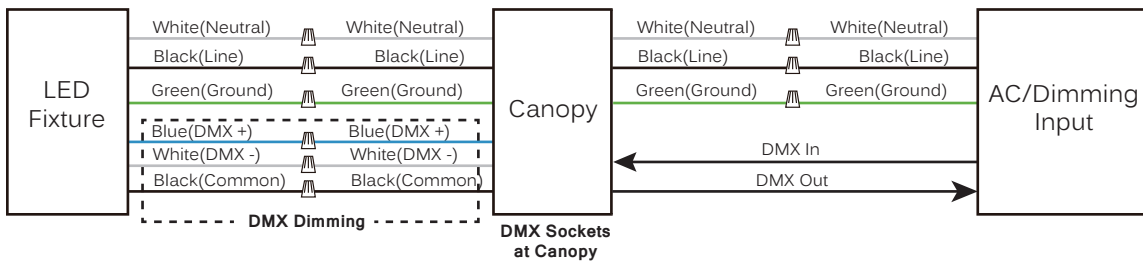 White(Neutral) White(Neutral) White(Neutral) White(Neutral)
Black(Line) Black(Line) Black(Line) Black(Line)
LED
Fixture
Green(Ground) Green(Ground) Green(Ground) Green(Ground)
Canopy
AC/Dimming
Input
Blue(DMX +) Blue(DMX +)
White(DMX -) White(DMX -)
Black(Common) Black(Common)
DMX In
DMX Out
DMX Dimming
DMX Sockets
at Canopy